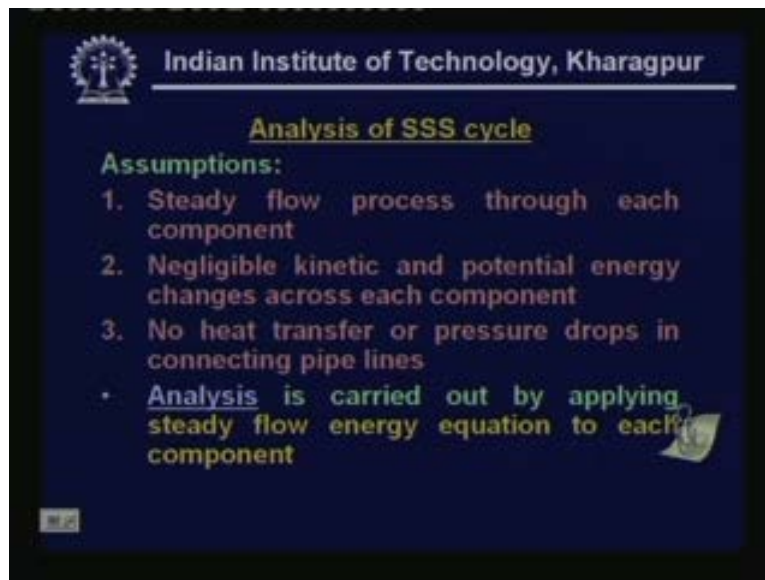 Indian Institute of Technology, Kharagpur
Analysis of SSS cycle
Assumptions:
1. Steady flow process through each
component
2. Negligible kinetic and potential energy
changes across each component
3. No heat transfer or pressure drops in
connecting pipe lines
• Analysis is carried out by applying
steady flow energy equation to each
component